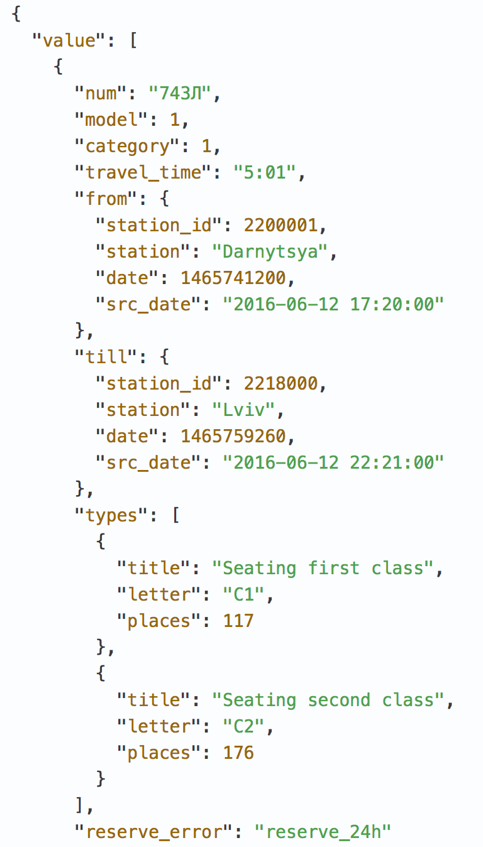 {
  "value": [
    {
      "num": "743Л",
      "model": 1,
      "category": 1,
      "travel_time": "5:01",
      "from": {
        "station_id": 2200001,
        "station": "Darnytsya",
        "date": 1465741200,
        "src_date": "2016-06-12 17:20:00"
      },
      "till": {
        "station_id": 2218000,
        "station": "Lviv",
        "date": 1465759260,
        "src_date": "2016-06-12 22:21:00"
      },
      "types": [
        {
          "title": "Seating first class",
          "letter": "C1",
          "places": 117
        },
        {
          "title": "Seating second class",
          "letter": "C2",
          "places": 176
        }
      ],
      "reserve_error": "reserve_24h"